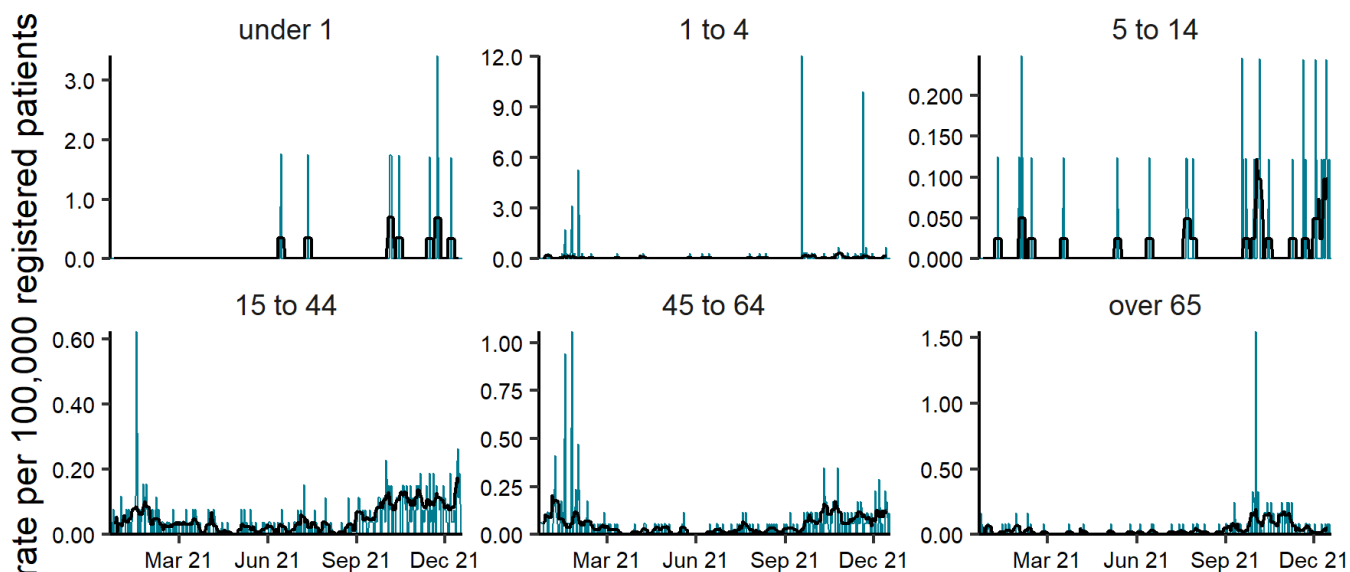 rate per 100,000 registered patients
under 1
3.0
2.0
1.0
0.0
1 to 4
12.0
9.0
6.0
3.0
0.0
5 to 14
0.200
0.150
0.100
0.050
0.000
15 to 44
0.60
0.40
0.20
0.00
Mar 21 Jun 21 Sep 21 Dec 21
45 to 64
1.00
0.75
0.50
0.25
0.00
Mar 21 Jun 21 Sep 21 Dec 21
over 65
1.50
1.00
0.50
0.00
Mar 21 Jun 21 Sep 21 Dec 21